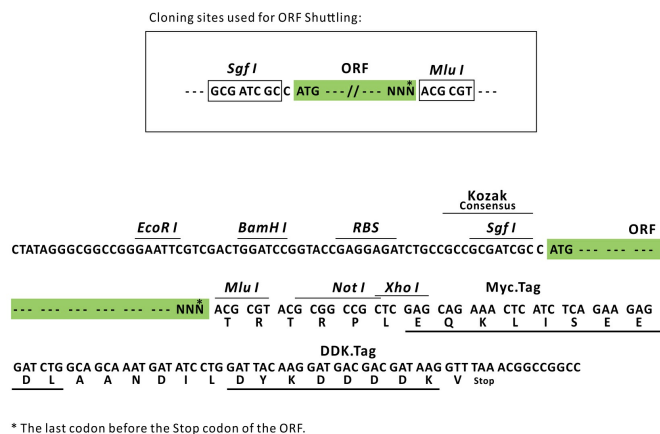 Cloning sites used for ORF Shuttling:
Sgf I ORF Mlu I
--- GCG ATC GC C ATG --- // --- NNN* ACG CGT ---
Kozak
Consensus
EcoR I BamH I RBS Sgf I ORF
CTATAGGGCGGCCGGGAATTCGTCGACTGGATCCGGTACCGAGGAGATCTGCCGCCGCGATCGC C ATG --- --- ---
Mlu I Not I Xho I Myc.Tag
--- --- --- --- --- --- NNN* ACG CGT ACG CGG CCG CTC GAG CAG AAA CTC ATC TCA GAA GAG
T R T R P L E Q K L I S E E
DDK.Tag
GAT CTG GCA GCA AAT GAT ATC CTG GAT TAC AAG GAT GAC GAC GAT AAG GTT TAA ACGGCCGGCC
D L A A N D I L D Y K D D D D K V Stop
* The last codon before the Stop codon of the ORF.